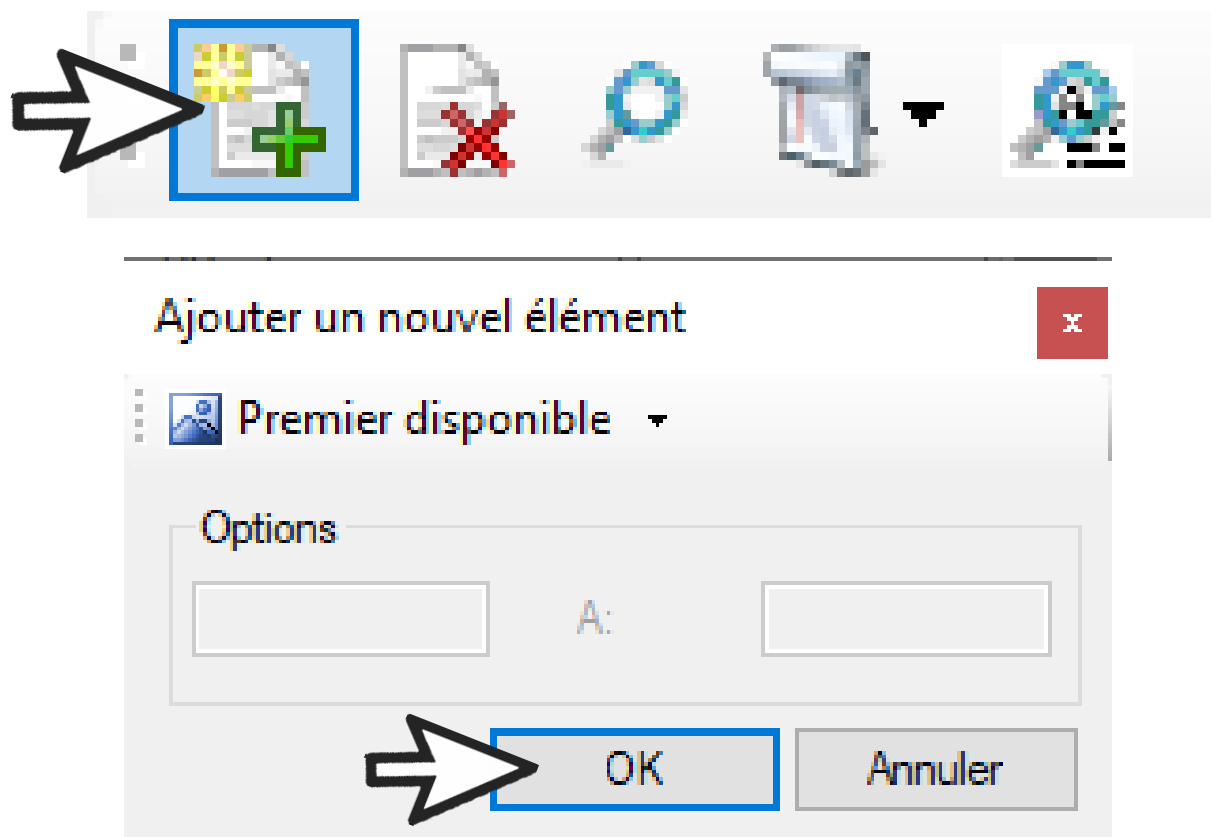 Ajouter un nouvel élément
Premier disponible
Options
A:
OK
Annuler